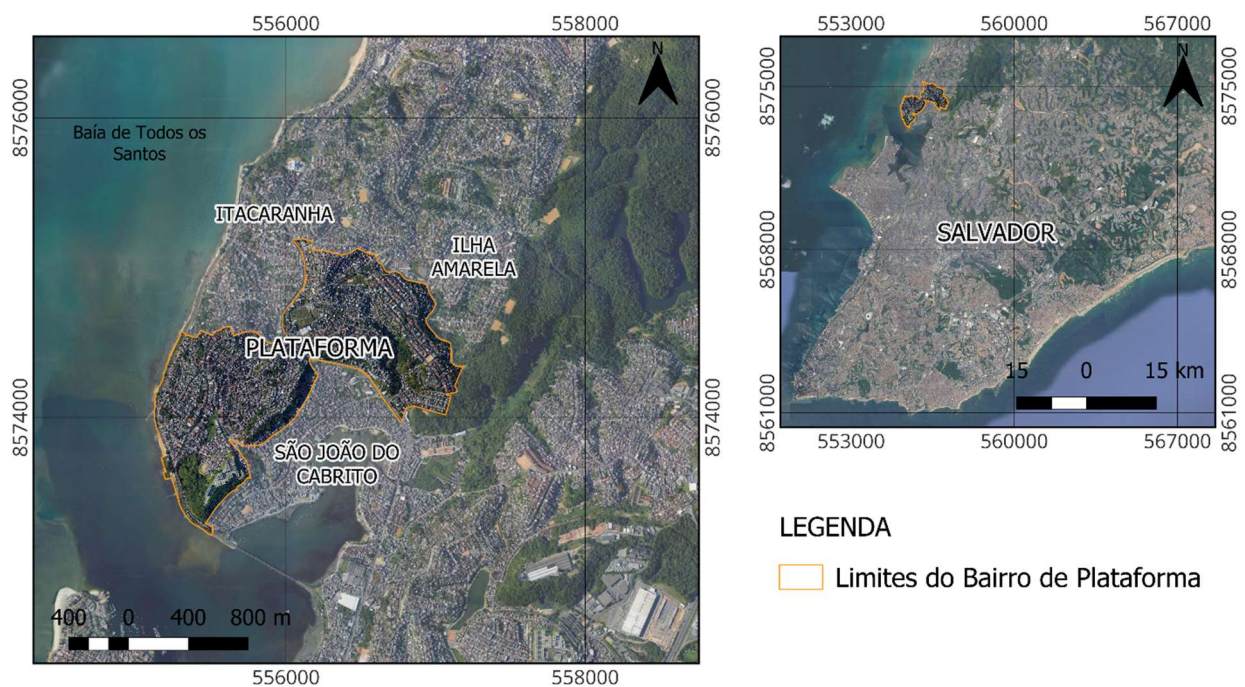 556000
558000
8576000
8574000
N
Baía de Todos os
Santos
ITACARANHA
ILHA
AMARELA
PLATAFORMA
SÃO JOÃO DO
CABRITO
400 0 400 800 m
8576000
8574000
556000
558000
553000
560000
567000
8575000
8568000
8561000
N
SALVADOR
15 0 15 km
8575000
8568000
8561000
553000
560000
567000
LEGENDA
Limites do Bairro de Plataforma